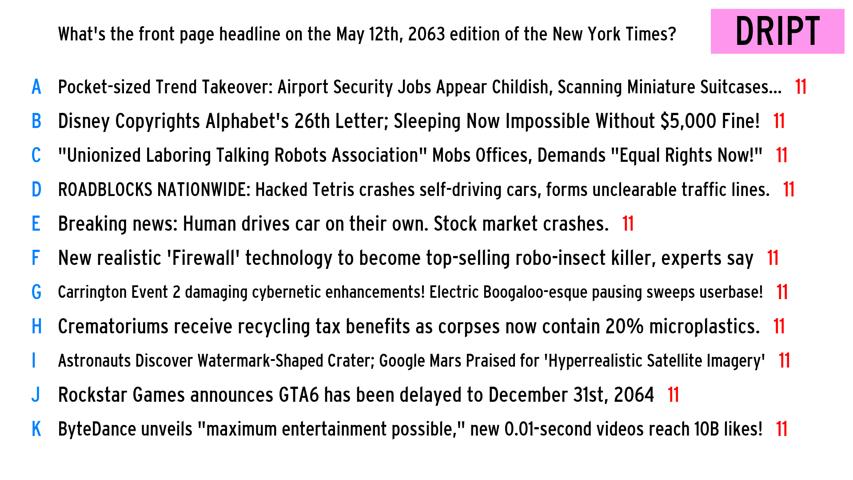 What's the front page headline on the May 12th, 2063 edition of the New York Times?
DRIPT
A Pocket-sized Trend Takeover: Airport Security Jobs Appear Childish, Scanning Miniature Suitcases... 11
B Disney Copyrights Alphabet's 26th Letter; Sleeping Now Impossible Without $5,000 Fine! 11
C "Unionized Laboring Talking Robots Association" Mobs Offices, Demands "Equal Rights Now!" 11
D ROADBLOCKS NATIONWIDE: Hacked Tetris crashes self-driving cars, forms unclearable traffic lines. 11
E Breaking news: Human drives car on their own. Stock market crashes. 11
F New realistic 'Firewall' technology to become top-selling robo-insect killer, experts say 11
G Carrington Event 2 damaging cybernetic enhancements! Electric Boogaloo-esque pausing sweeps userbase! 11
H Crematoriums receive recycling tax benefits as corpses now contain 20% microplastics. 11
I Astronauts Discover Watermark-Shaped Crater; Google Mars Praised for 'Hyperrealistic Satellite Imagery' 11
J Rockstar Games announces GTA6 has been delayed to December 31st, 2064 11
K ByteDance unveils "maximum entertainment possible," new 0.01-second videos reach 10B likes! 11